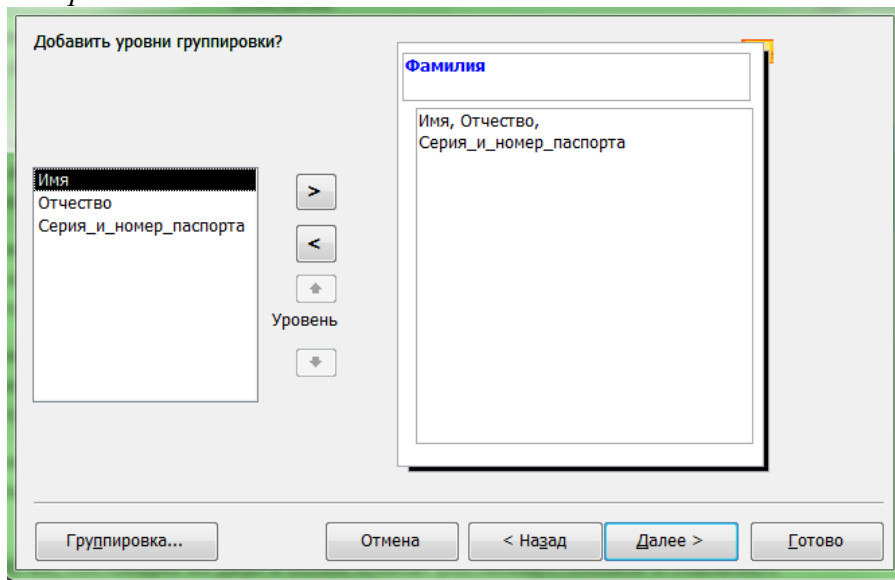 Добавить уровни группировки?
Фамилия
Имя, Отчество,
Серия_и_номер_паспорта
Имя
Отчество
Серия_и_номер_паспорта
>
<
Уровень
Группировка...
Отмена
< Назад
Далее >
Готово